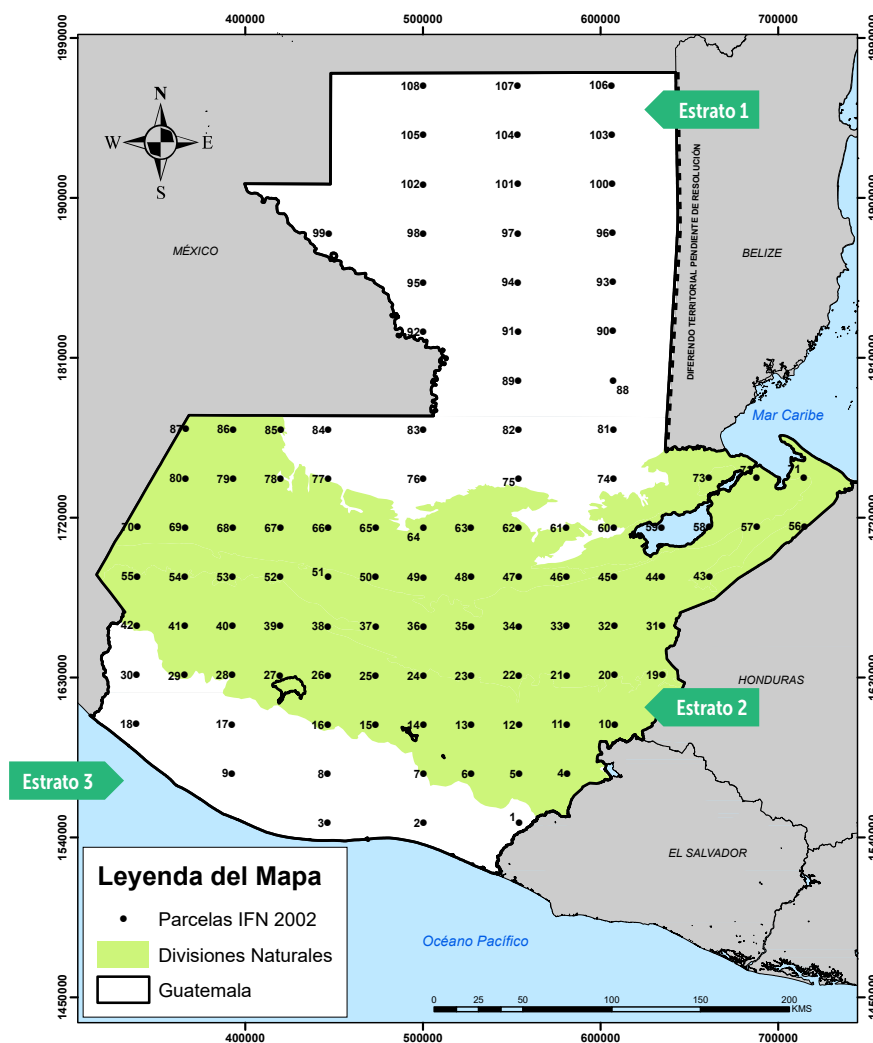 400000 500000 600000 700000
1990000 1990000
108 107 106
Estrato 1
N
W E
S
105 104 103
102 101 100
1900000 1900000
99 98 97 96
MÉXICO
BELIZE
DIFERENDO TERRITORIAL PENDIENTE DE RESOLUCIÓN
95 94 93
92 91 90
1810000 1810000
89 88
Mar Caribe
87 86 85 84 83 82 81
80 79 78 77 76 75 74 73 1
1720000 1720000
70 69 68 67 66 65 64 63 62 61 60 59 58 57 56
55 54 53 52 51 50 49 48 47 46 45 44 43
42 41 40 39 38 37 36 35 34 33 32 31
1630000 1630000
30 29 28 27 26 25 24 23 22 21 20 19
HONDURAS
Estrato 2
18 17 16 15 14 13 12 11 10
Estrato 3
9 8 7 6 5 4
3 2 1
1540000 1540000
EL SALVADOR
Leyenda del Mapa
Parcelas IFN 2002
Divisiones Naturales
Guatemala
Océano Pacífico
1450000 1450000
0 25 50 100 150 200
KMS
400000 500000 600000 700000